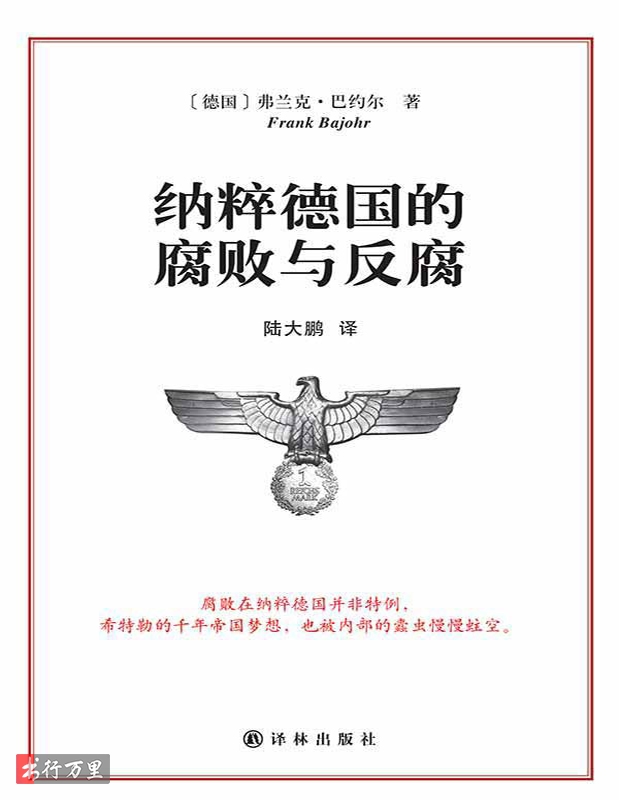 〔德国〕弗兰克·巴约尔 著
Frank Bajohr
纳粹德国的
腐败与反腐
陆大鹏 译
1
REICHS
MARK
腐败在纳粹德国并非特例，
希特勒的千年帝国梦想，也被内部的蠹虫慢慢蛀空。
译林出版社
书行万里